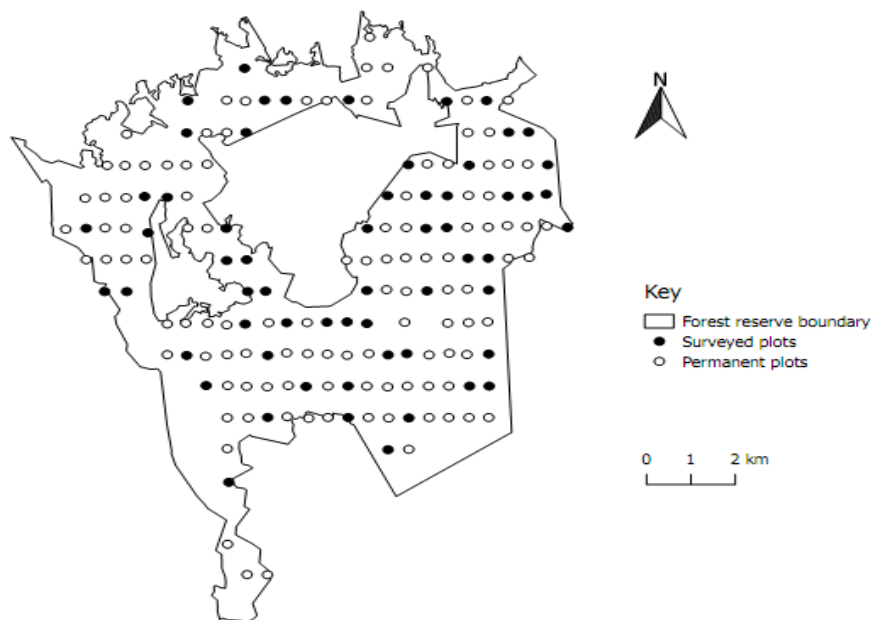 N
Key
Forest reserve boundary
Surveyed plots
Permanent plots
0 1 2 km